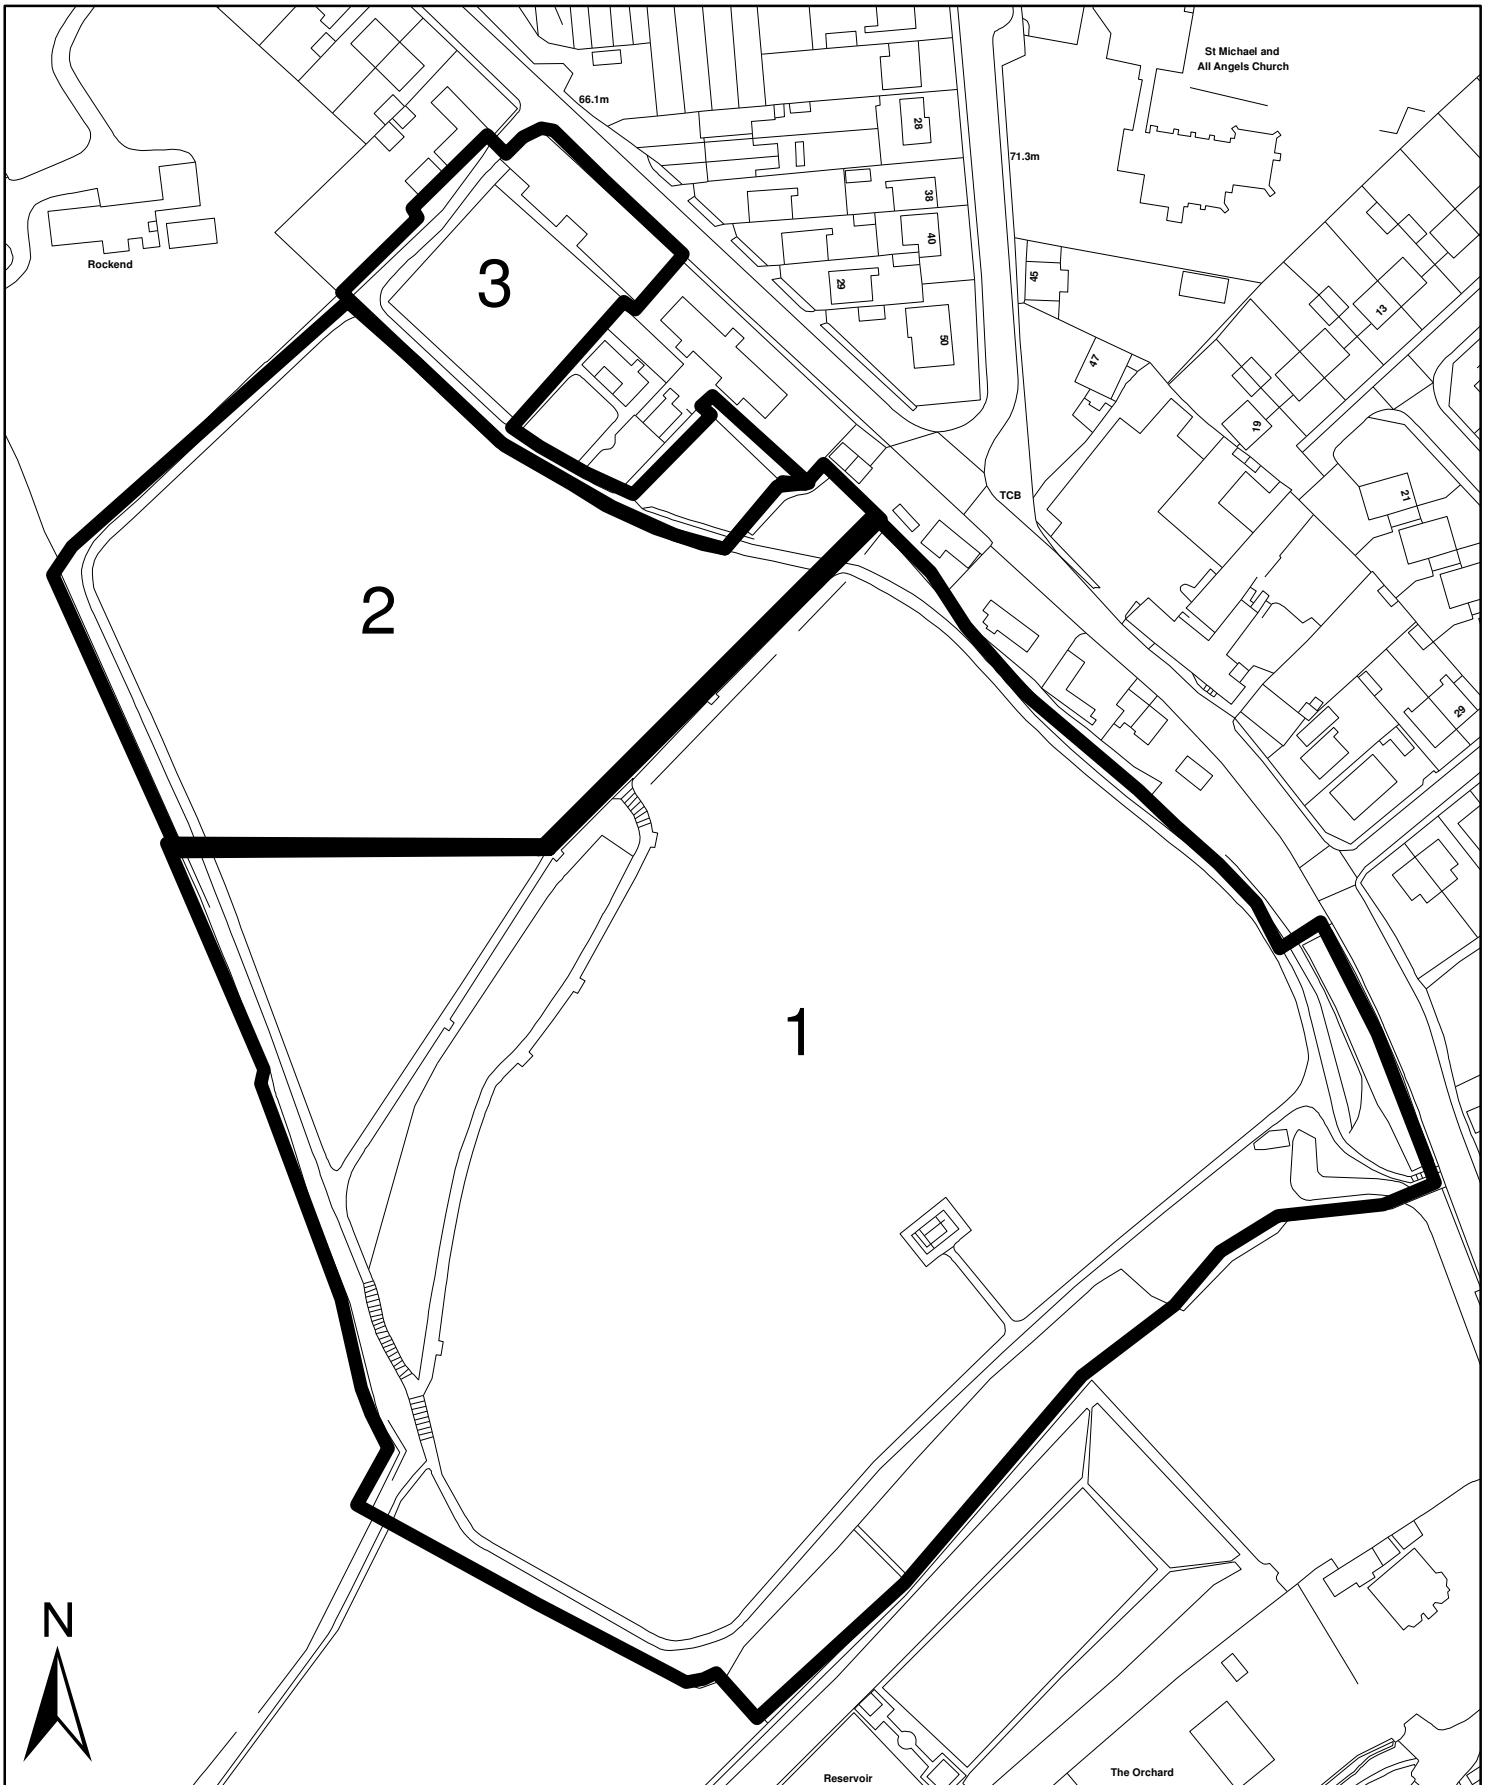 St Michael and
All Angels Church
66.1m
28
71.3m
38
40
45
Rockend
3
29
13
50
47
19
21
TCB
2
29
1
N
The Orchard
Reservoir